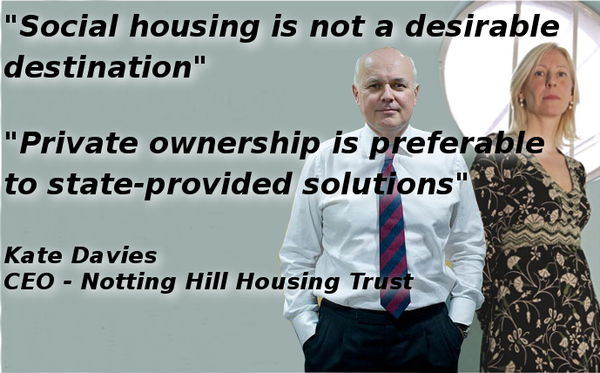 "Social housing is not a desirable
destination"
"Private ownership is preferable
to state-provided solutions"
Kate Davies
CEO - Notting Hill Housing Trust